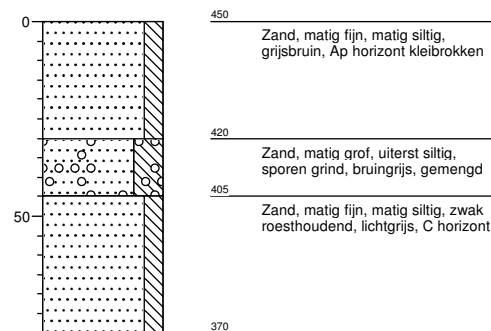 0
450
Zand, matig fijn, matig siltig,
grijsbruin, Ap horizont kleibrokken
420
Zand, matig grof, uiterst siltig,
sporen grind, bruingrijs, gemengd
405
50
Zand, matig fijn, matig siltig, zwak
roesthoudend, lichtgrijs, C horizont
370